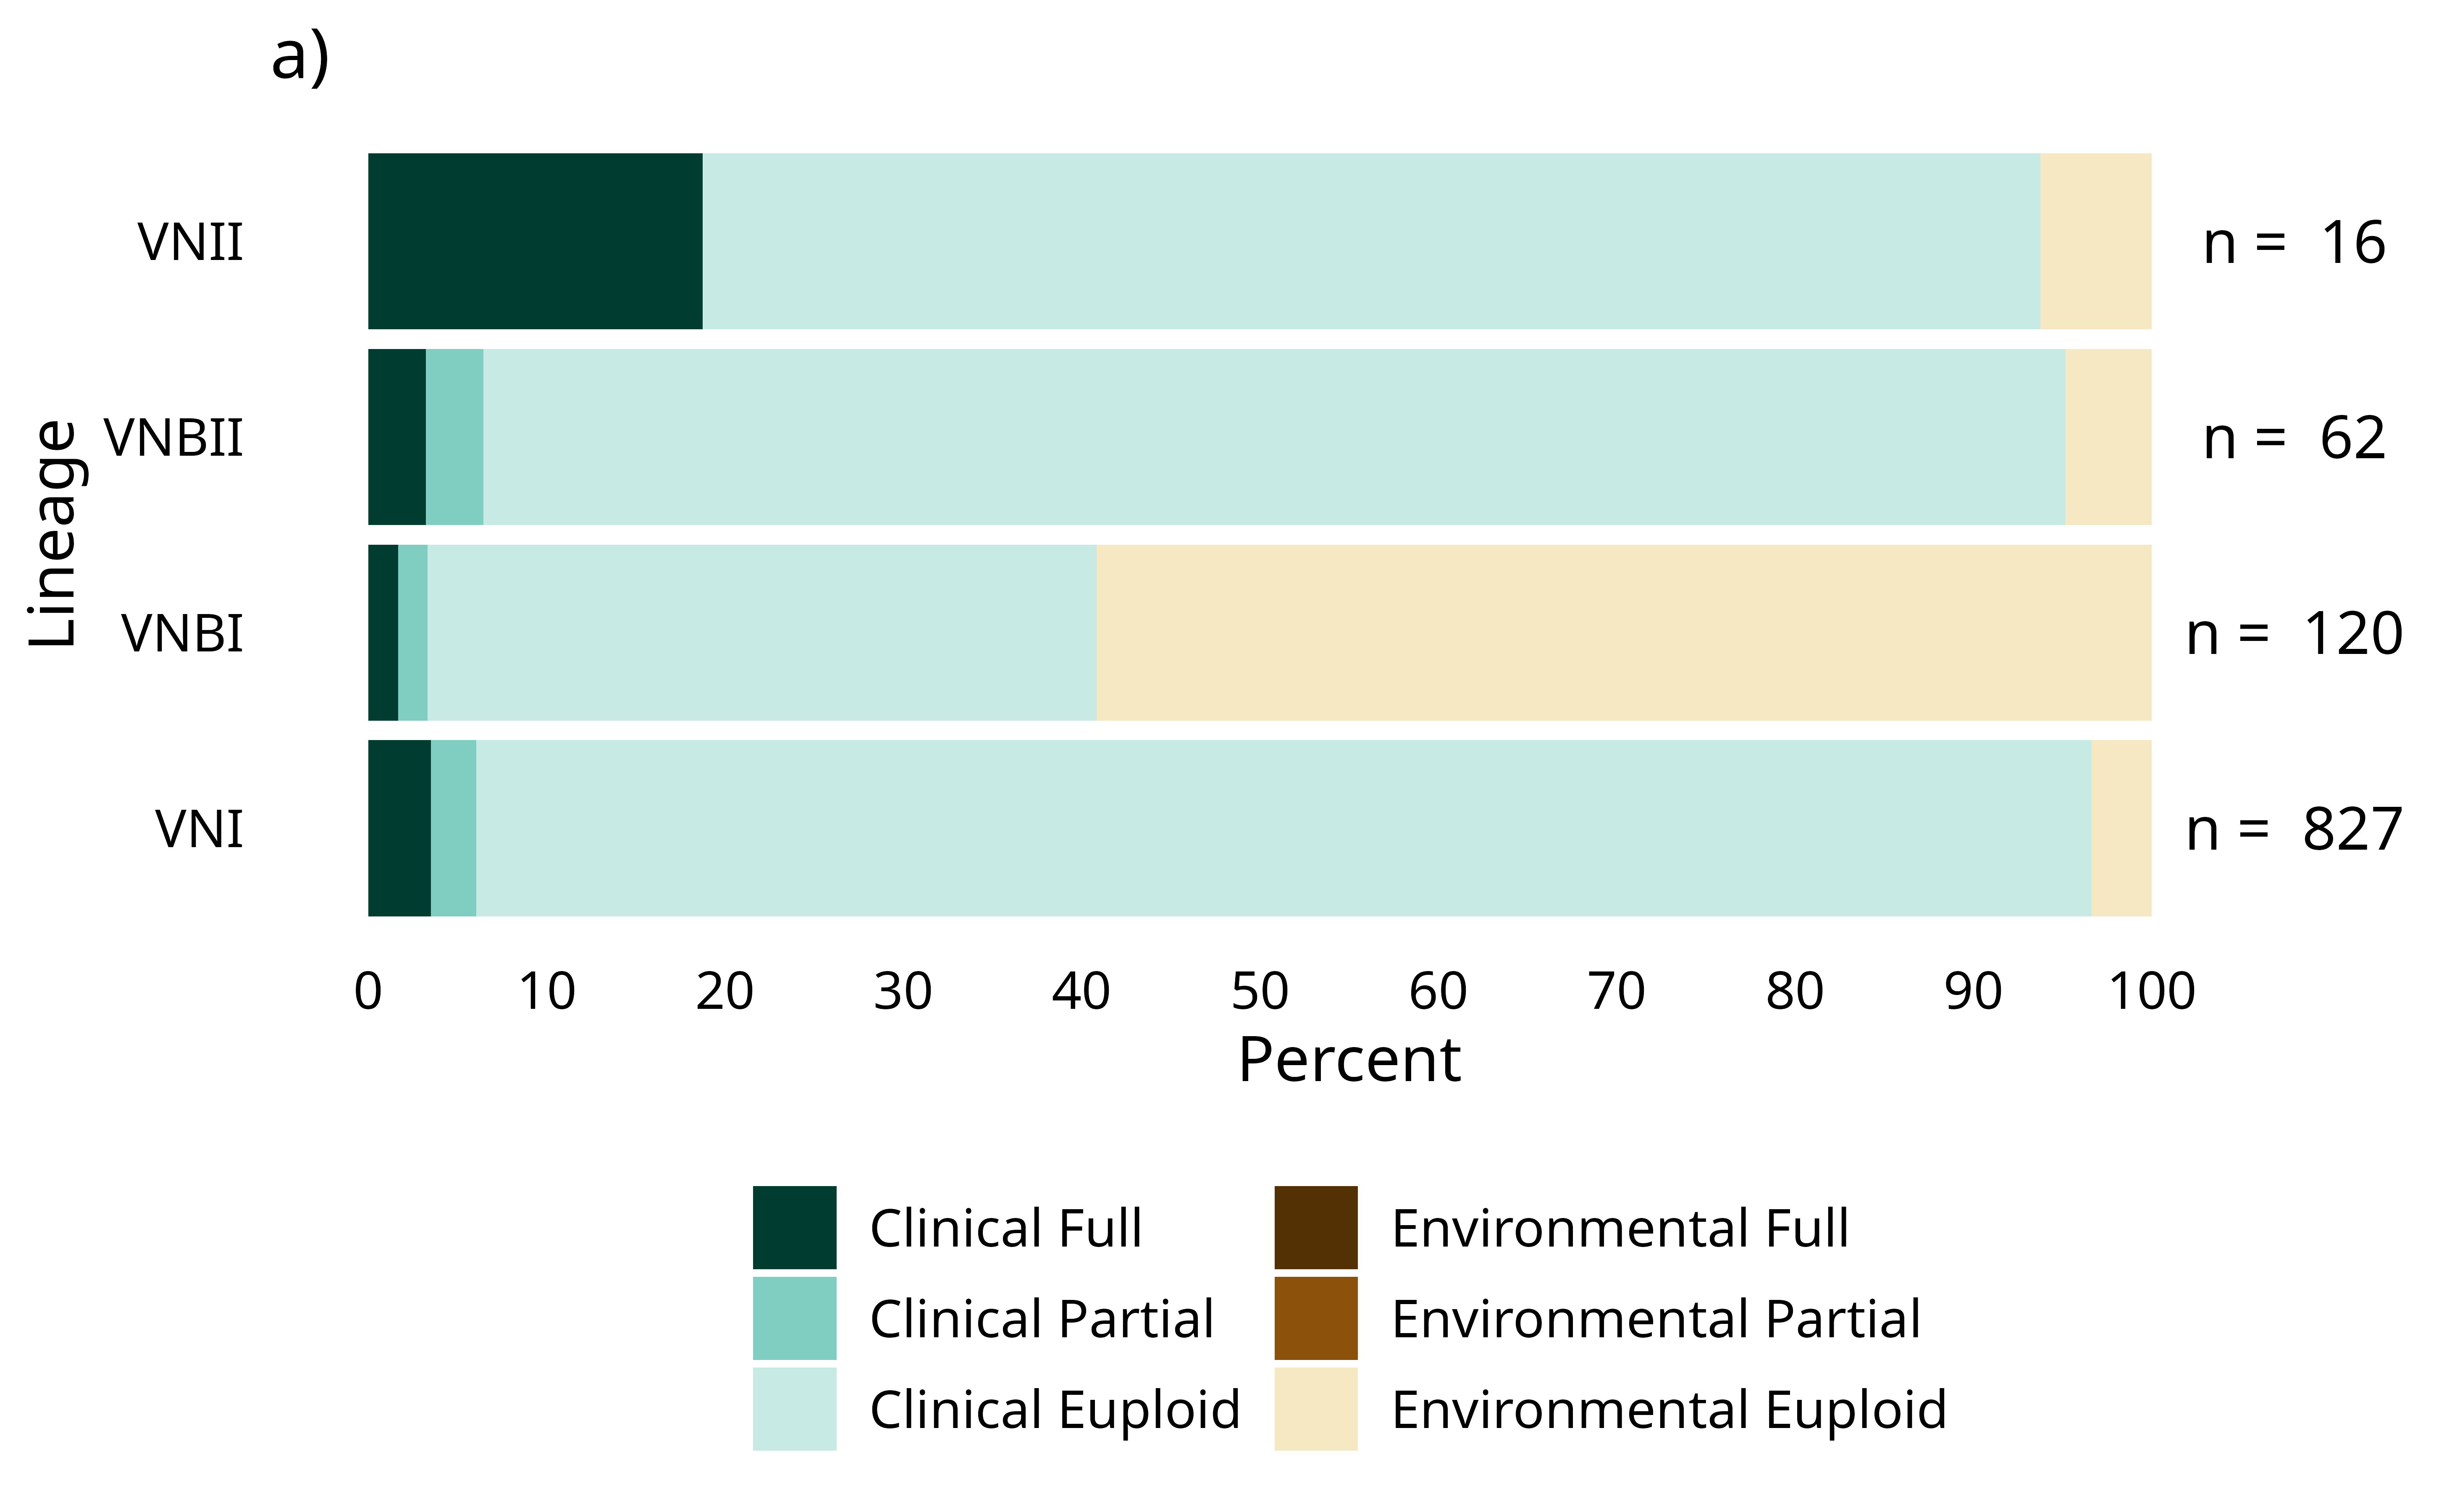 a)
Lineage
VNII
n = 16
VNBII
n = 62
VNBI
n = 120
VNI
n = 827
0 10 20 30 40 50 60 70 80 90 100
Percent
Clinical Full
Clinical Partial
Clinical Euploid
Environmental Full
Environmental Partial
Environmental Euploid